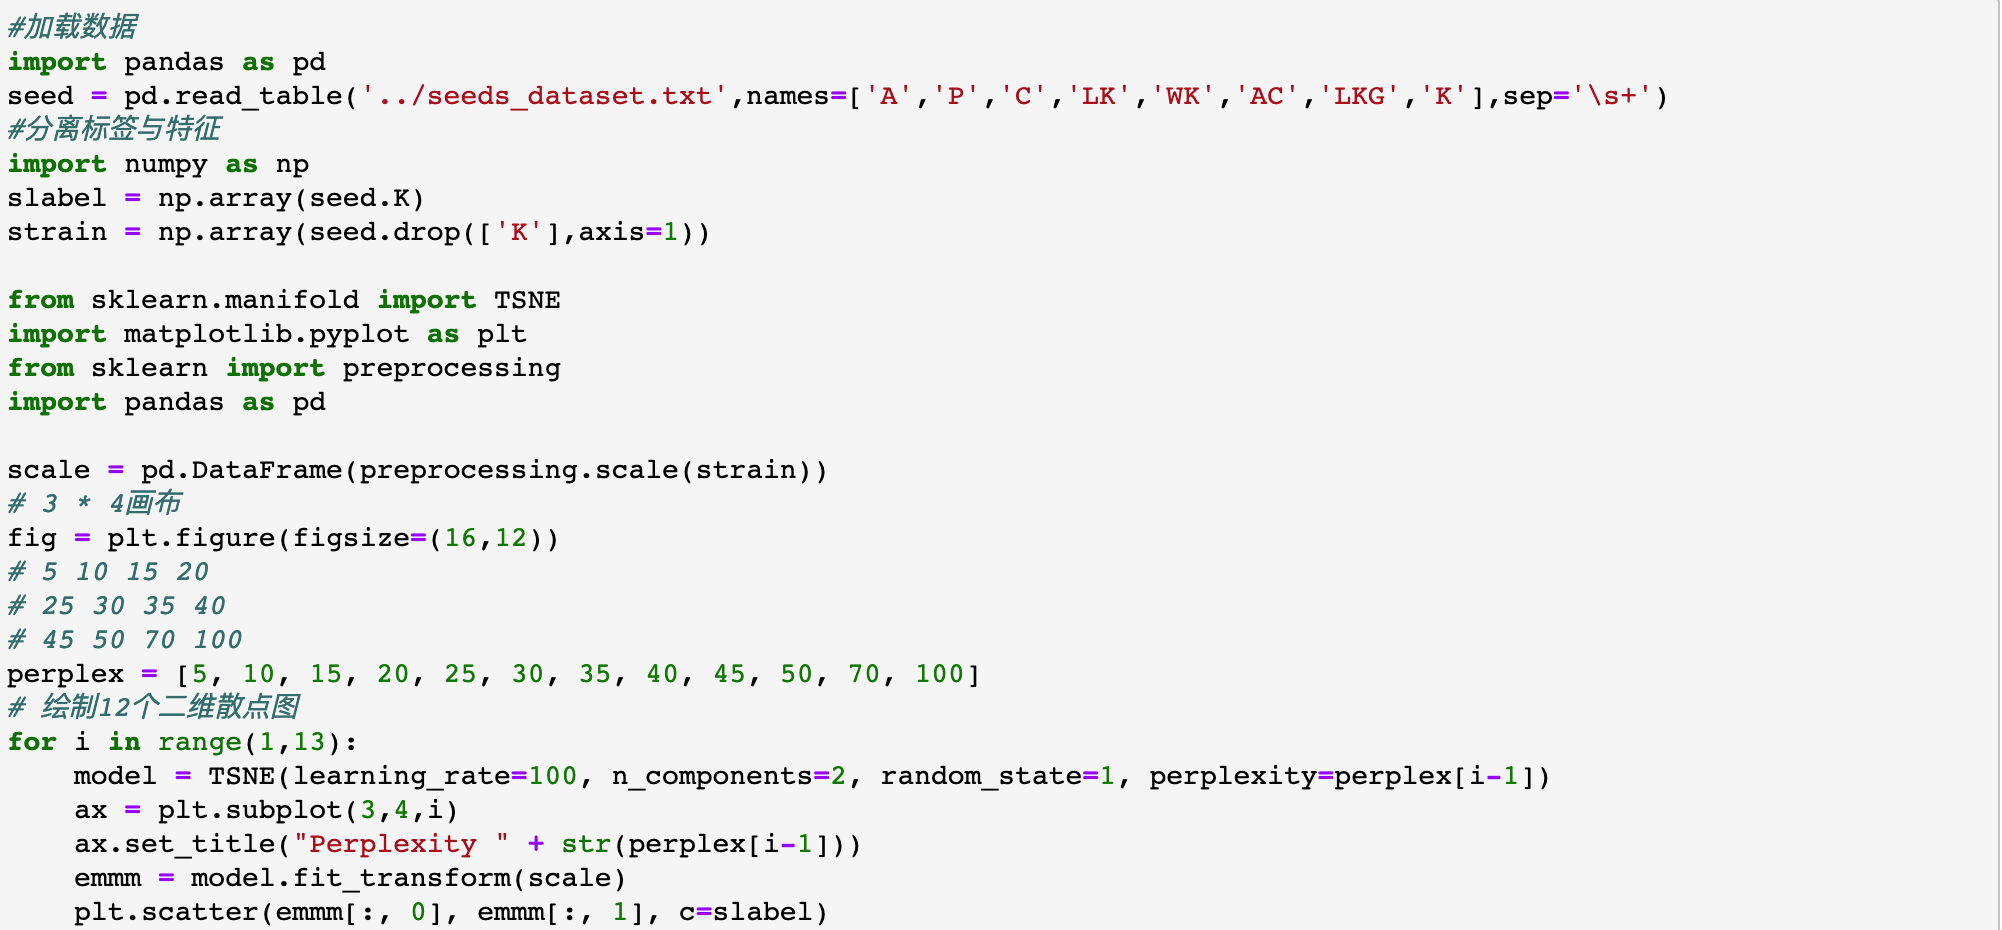 #加载数据
import pandas as pd
seed = pd.read_table('../seeds_dataset.txt',names=['A','P','C','LK','WK','AC','LKG','K'],sep='\s+')
#分离标签与特征
import numpy as np
slabel = np.array(seed.K)
strain = np.array(seed.drop(['K'],axis=1))
from sklearn.manifold import TSNE
import matplotlib.pyplot as plt
from sklearn import preprocessing
import pandas as pd
scale = pd.DataFrame(preprocessing.scale(strain))
# 3 * 4画布
fig = plt.figure(figsize=(16,12))
# 5 10 15 20
# 25 30 35 40
# 45 50 70 100
perplex = [5, 10, 15, 20, 25, 30, 35, 40, 45, 50, 70, 100]
# 绘制12个二维散点图
for i in range(1,13):
    model = TSNE(learning_rate=100, n_components=2, random_state=1, perplexity=perplex[i-1])
    ax = plt.subplot(3,4,i)
    ax.set_title("Perplexity " + str(perplex[i-1]))
    emmm = model.fit_transform(scale)
    plt.scatter(emmm[:, 0], emmm[:, 1], c=slabel)